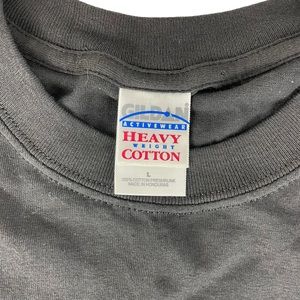 GILDAN
ACTIVEWEAR
HEAVY
WEIGHT
COTTON
L
100% COTTON PRESHRUNK
MADE IN HONDURAS